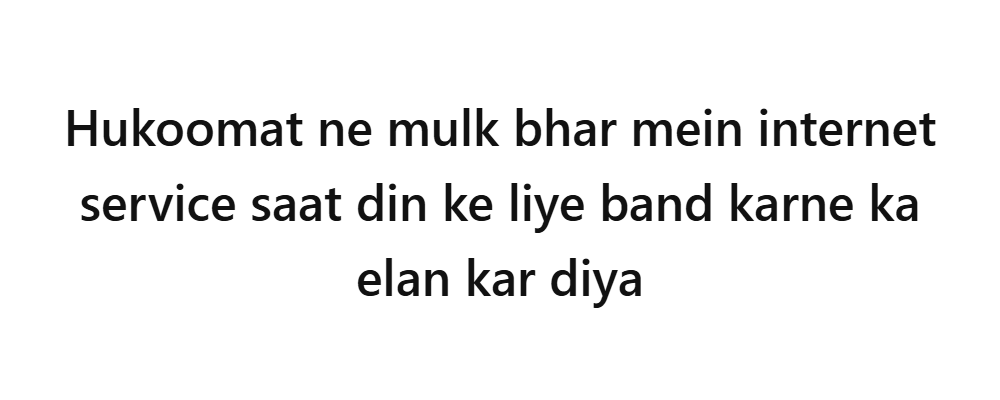 Hukoomat ne mulk bhar mein internet
service saat din ke liye band karne ka
elan kar diya